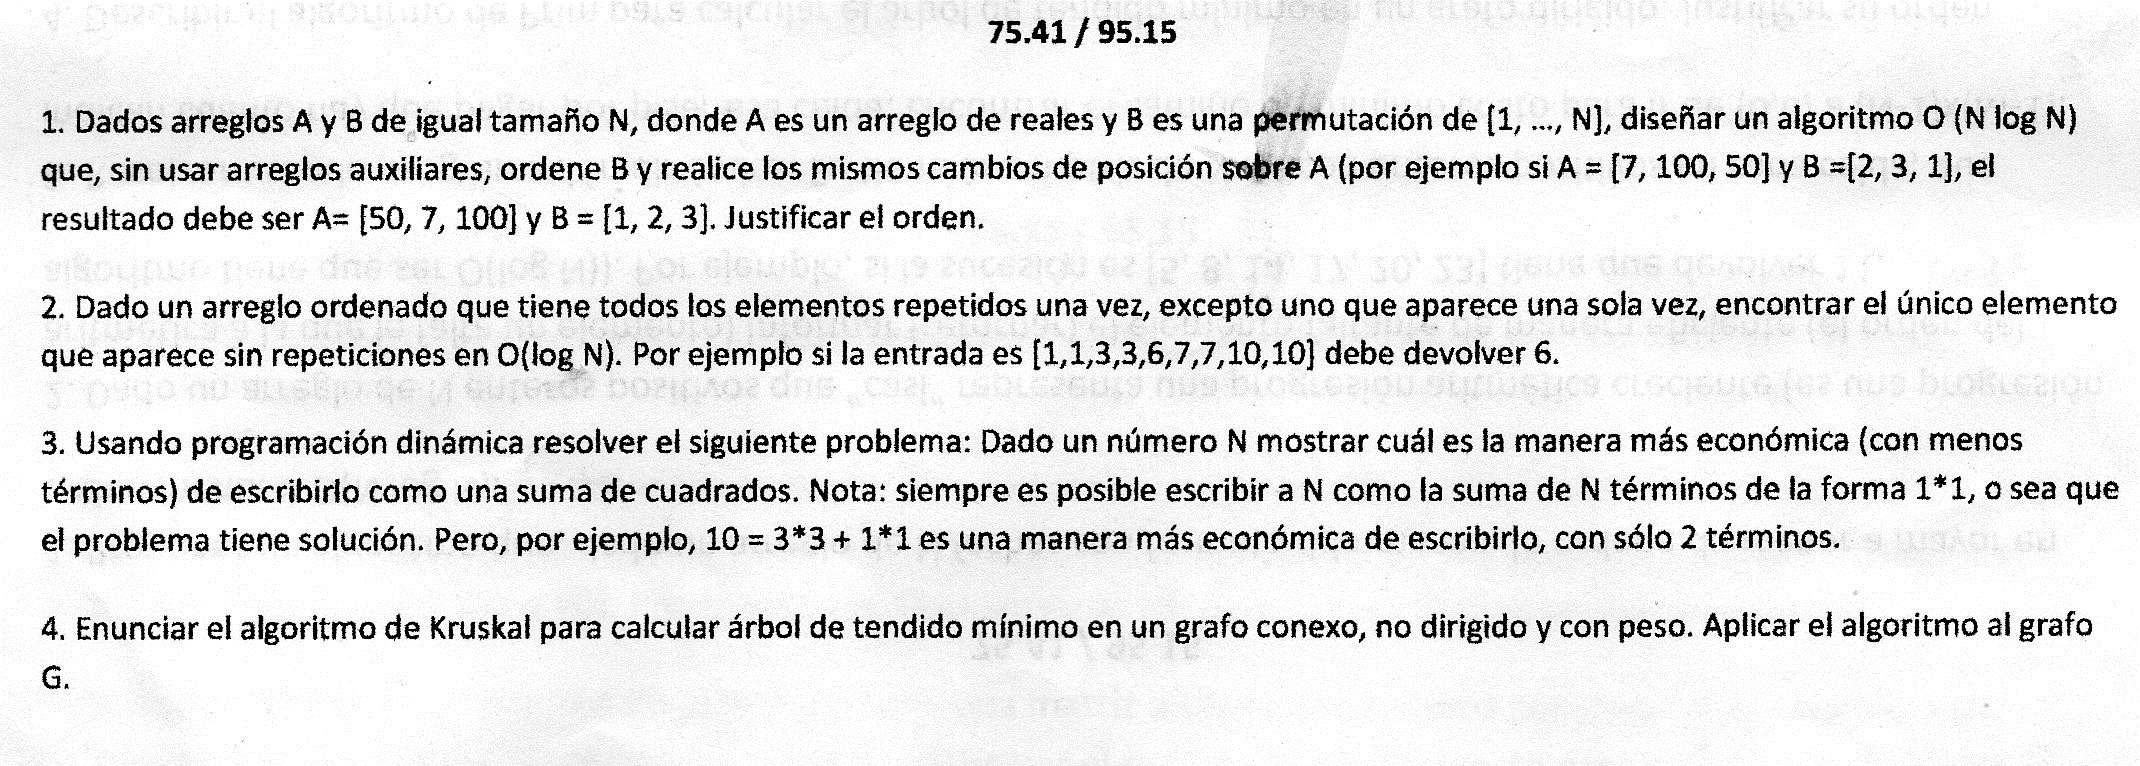 75.41 / 95.15
1. Dados arreglos A y B de igual tamaño N, donde A es un arreglo de reales y B es una permutación de [1, ..., N], diseñar un algoritmo O (N log N)
que, sin usar arreglos auxiliares, ordene B y realice los mismos cambios de posición sobre A (por ejemplo si A = [7, 100, 50] y B =[2, 3, 1], el
resultado debe ser A= [50, 7, 100] y B = [1, 2, 3]. Justificar el orden.
2. Dado un arreglo ordenado que tiene todos los elementos repetidos una vez, excepto uno que aparece una sola vez, encontrar el único elemento
que aparece sin repeticiones en O(log N). Por ejemplo si la entrada es [1,1,3,3,6,7,7,10,10] debe devolver 6.
3. Usando programación dinámica resolver el siguiente problema: Dado un número N mostrar cuál es la manera más económica (con menos
términos) de escribirlo como una suma de cuadrados. Nota: siempre es posible escribir a N como la suma de N términos de la forma 1*1, o sea que
el problema tiene solución. Pero, por ejemplo, 10 = 3*3 + 1*1 es una manera más económica de escribirlo, con sólo 2 términos.
4. Enunciar el algoritmo de Kruskal para calcular árbol de tendido mínimo en un grafo conexo, no dirigido y con peso. Aplicar el algoritmo al grafo
G.